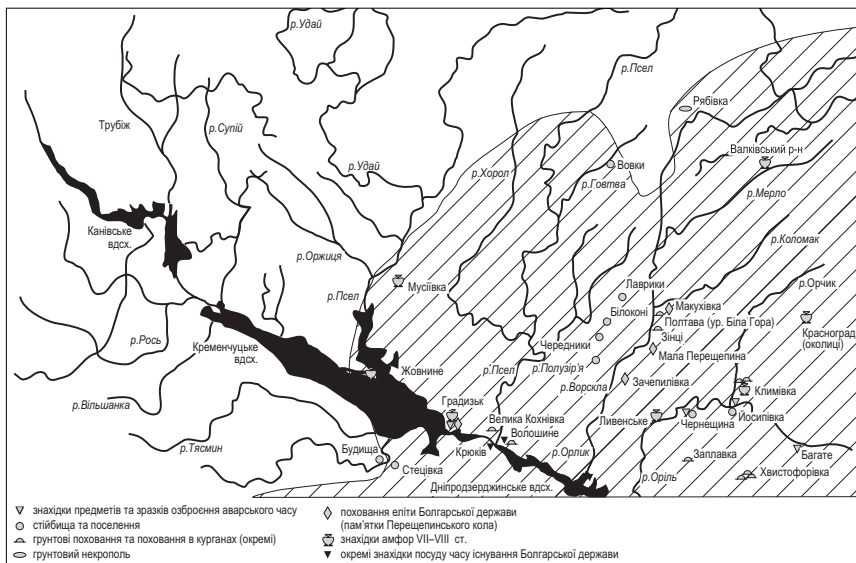 р.Удай
р.Псел
Рябівка
Трубіж
р.Супій
Валківський р-н
р.Удай
р.Хорол
Вовки
р.Говтва
р.Мерло
Канівське
вдсх.
р.Коломак
р.Оржиця
р.Псел
Мусіївка
Лаврики
р.Орчик
Білоконі
Макухівка
Полтава (ур. Біла Гора)
Зінці
Красноград
(околиці)
р.Рось
Кременчуцьке
вдсх.
Чередники
Мала Перещепина
р.Полузір'я
Жовнине
р.Псел
р.Ворскла
Зачепилівка
Климівка
р.Вільшанка
Градизьк
Велика Кохнівка
Волошине
Ливенське
Чернещина
Йосипівка
р.Тясмин
Будища
Крюків
р.Орлик
Багате
Стецівка
Заплавка
Дніпродзержинське вдсх.
р.Оріль
Хвистофорівка
знахідки предметів та зразків озброєння аварського часу
стійбища та поселення
грунтові поховання та поховання в курганах (окремі)
грунтовий некрополь
поховання еліти Болгарської держави
(пам'ятки Перещепинського кола)
знахідки амфор VII–VIII ст.
окремі знахідки посуду часу існування Болгарської держави